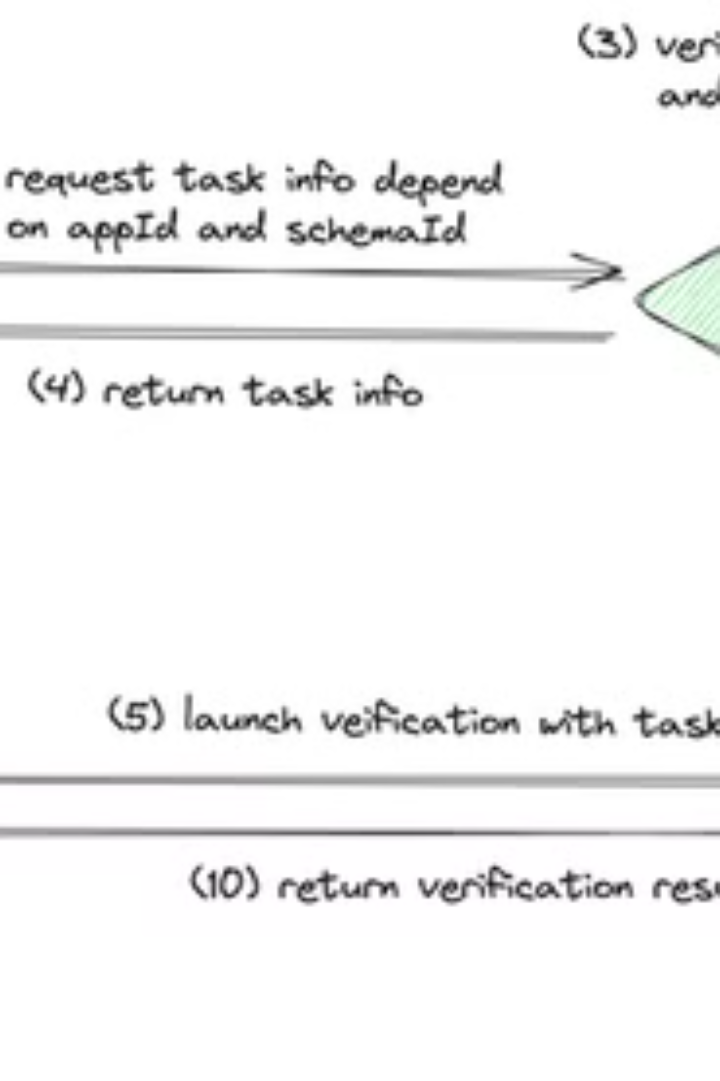 (3) veri
and
request task info depend
on appId and schemaId
(4) return task info
(5) launch veification with task
(10) return verification resu